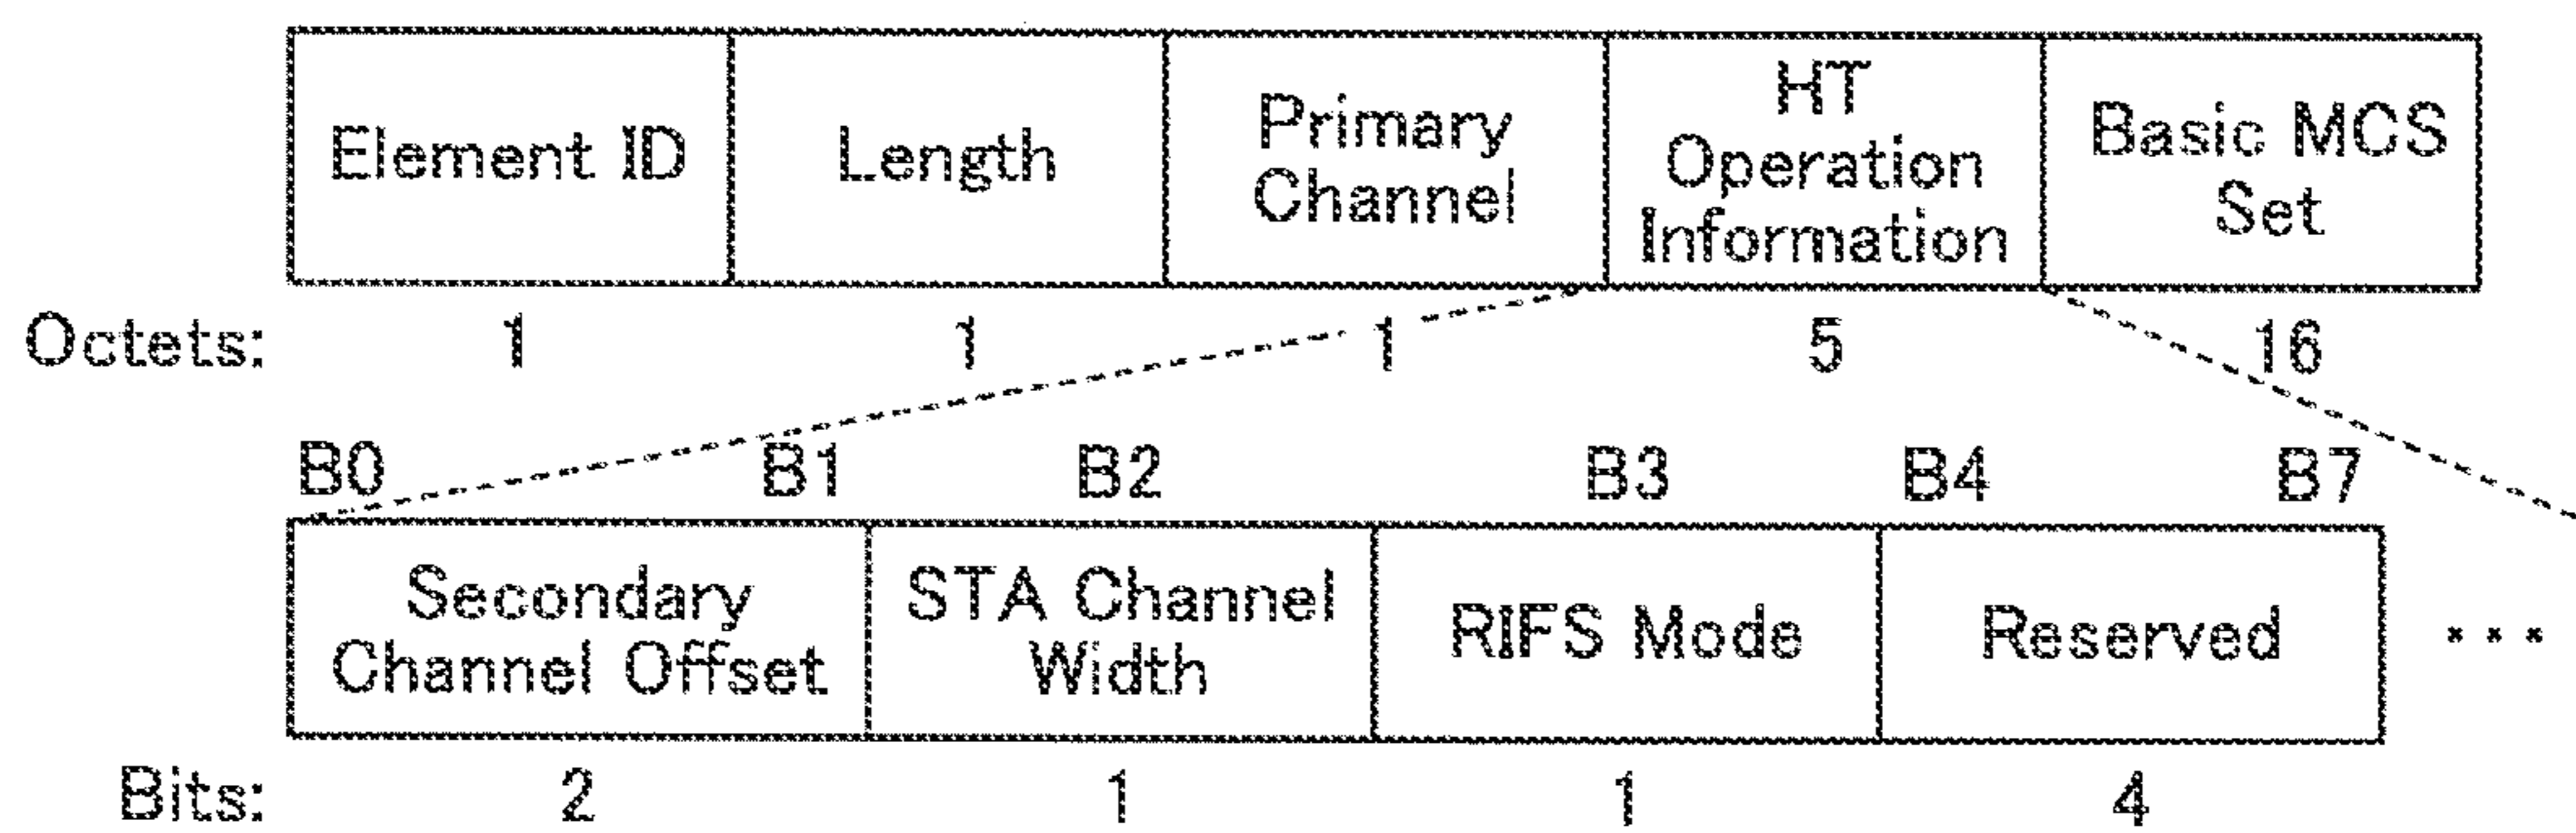 Element ID
Length
Primary
Channel
HT
Operation
Information
Basic MCS
Set
Octets: 1 1 1 5 16
B0 B1 B2 B3 B4 B7
Secondary
Channel Offset
STA Channel
Width
RIFS Mode
Reserved
...
Bits: 2 1 1 4